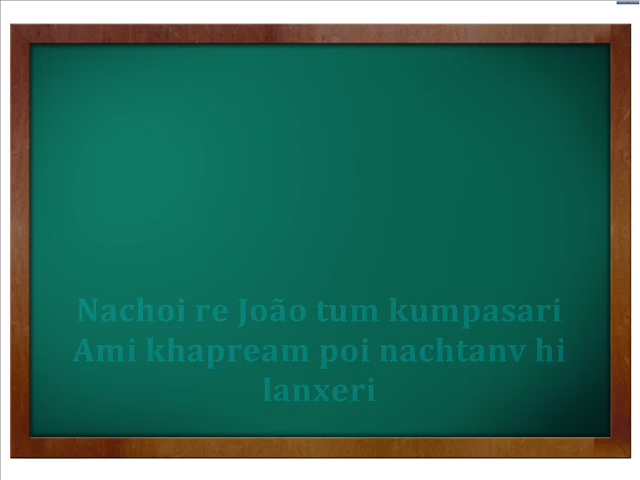 Nachoi re João tum kumpasari
Ami khapream poi nachtanv hi
lanxeri